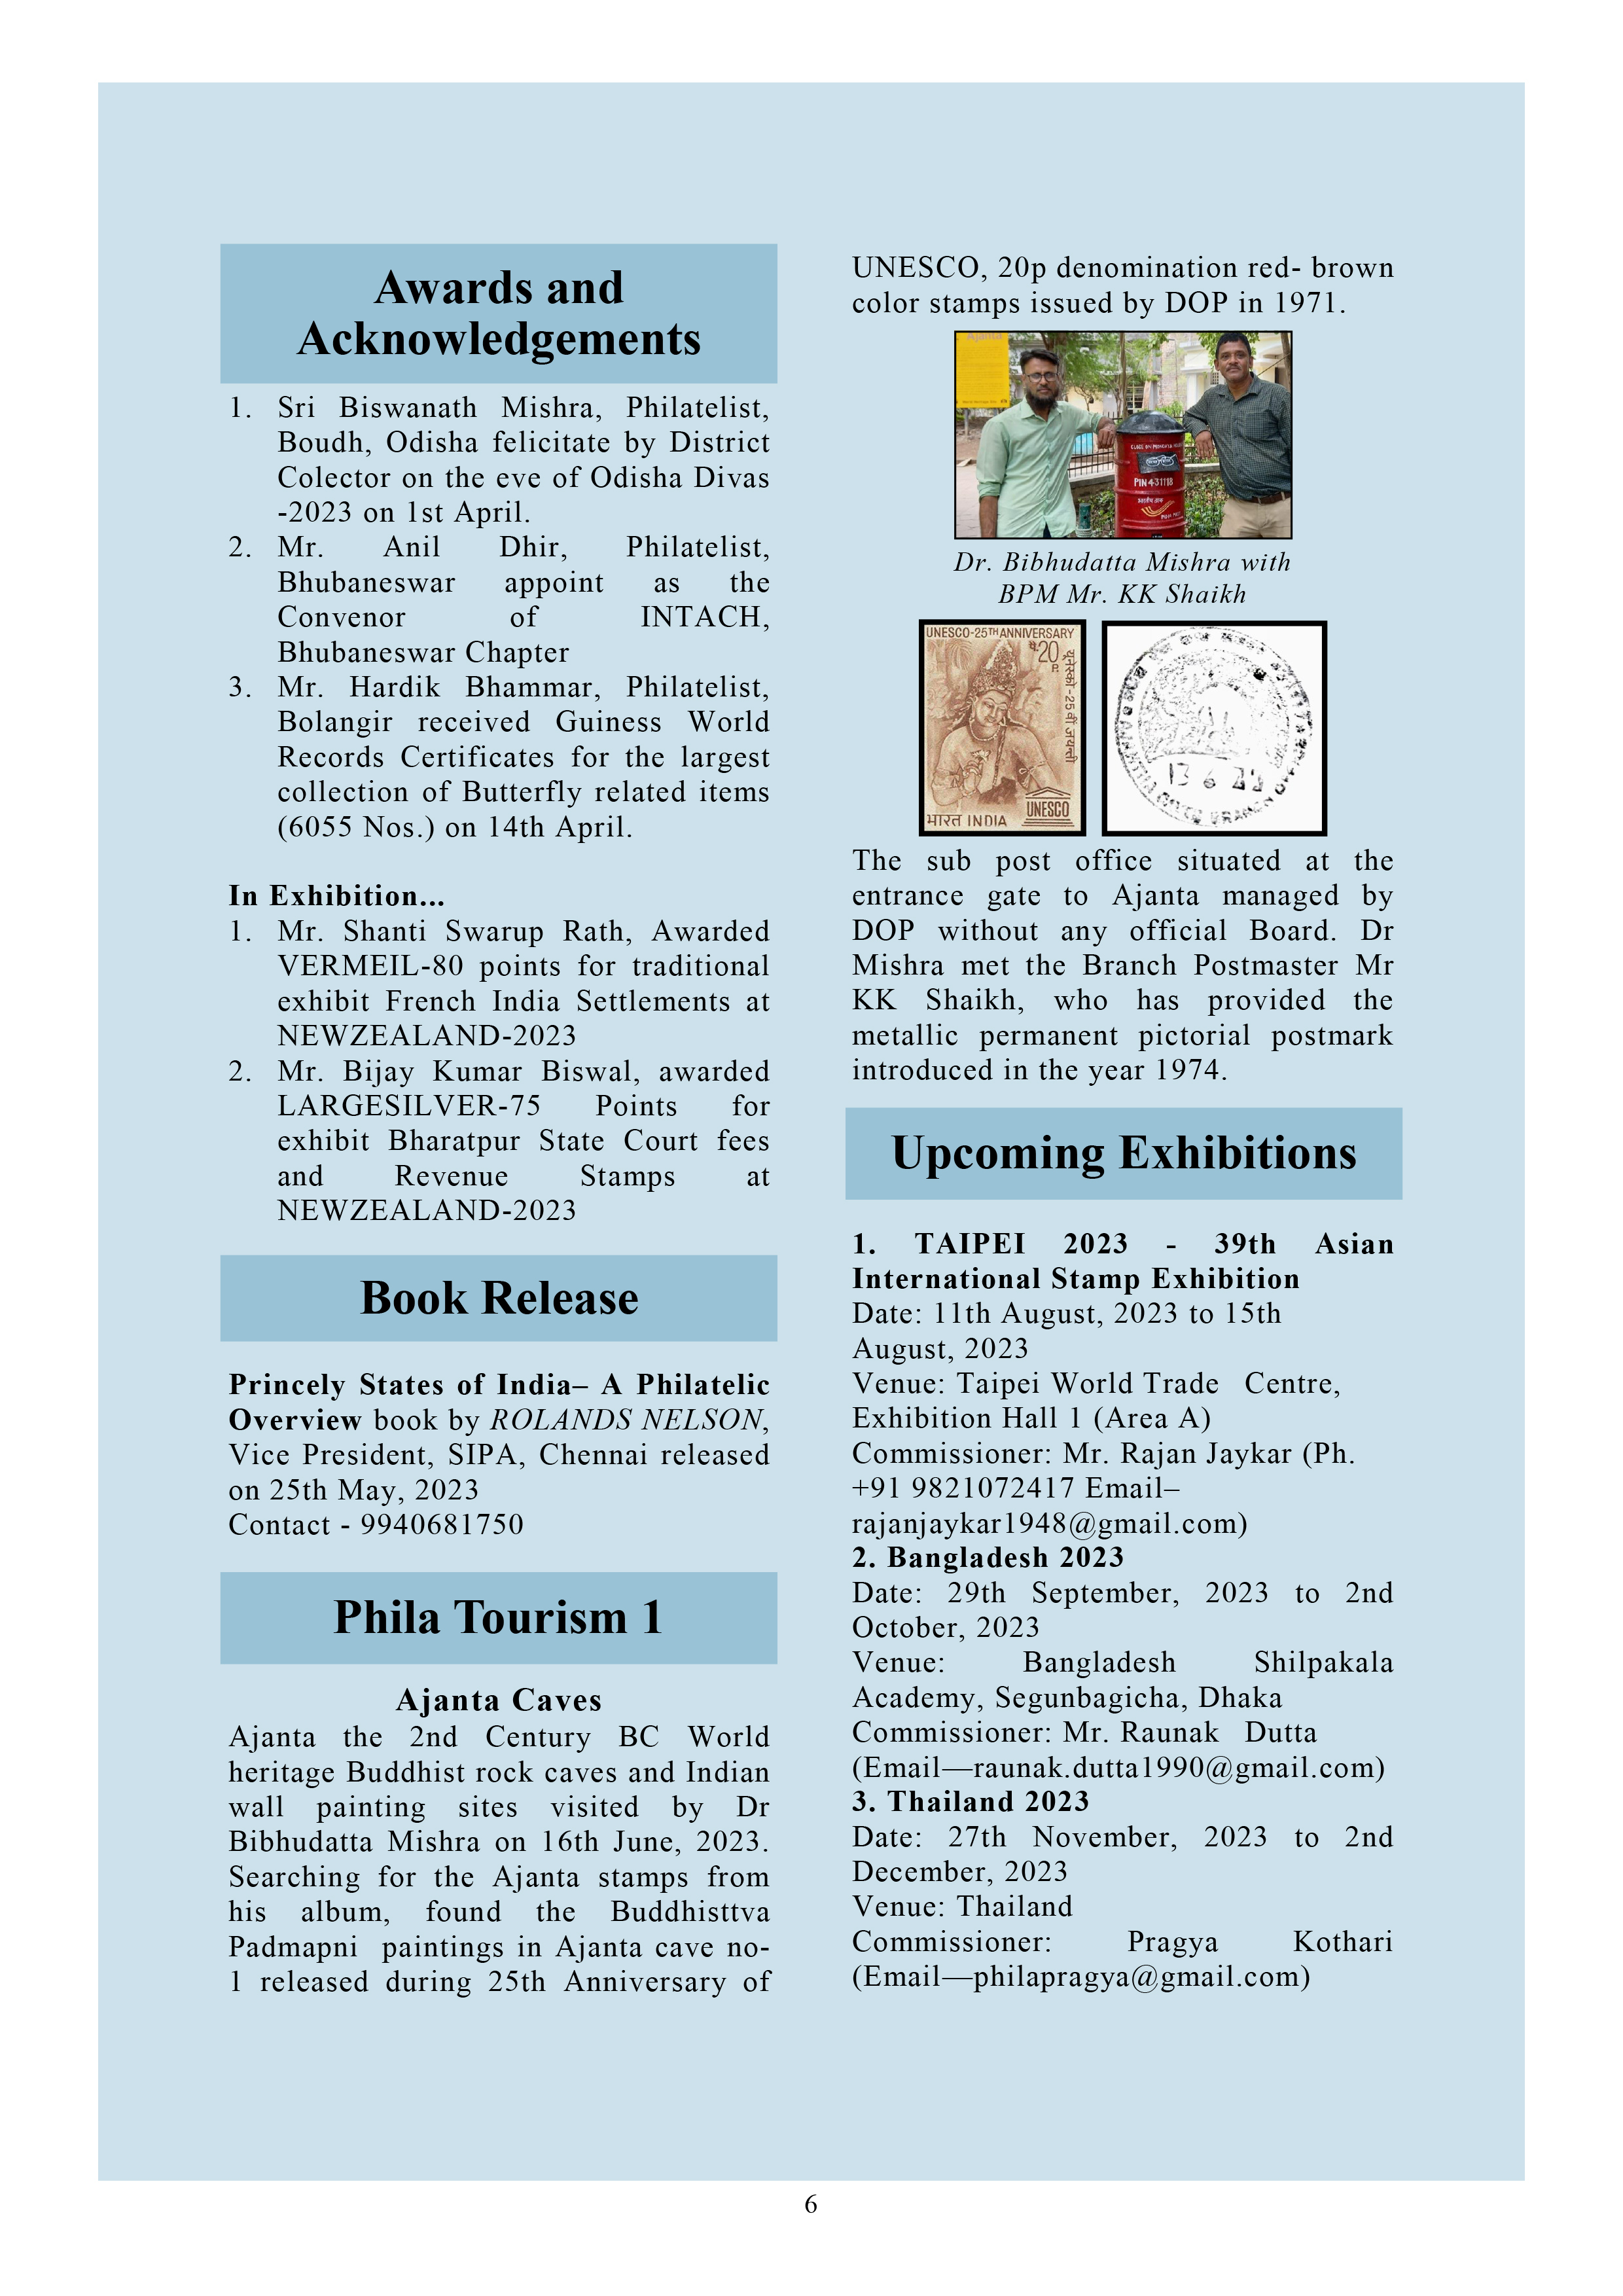 Awards and
Acknowledgements
1. Sri Biswanath Mishra, Philatelist,
Boudh, Odisha felicitate by District
Colector on the eve of Odisha Divas
-2023 on 1st April.
2. Mr. Anil Dhir, Philatelist,
Bhubaneswar appoint as the
Convenor of INTACH,
Bhubaneswar Chapter
3. Mr. Hardik Bhammar, Philatelist,
Bolangir received Guiness World
Records Certificates for the largest
collection of Butterfly related items
(6055 Nos.) on 14th April.
In Exhibition...
1. Mr. Shanti Swarup Rath, Awarded
VERMEIL-80 points for traditional
exhibit French India Settlements at
NEWZEALAND-2023
2. Mr. Bijay Kumar Biswal, awarded
LARGESILVER-75 Points for
exhibit Bharatpur State Court fees
and Revenue Stamps at
NEWZEALAND-2023
Book Release
Princely States of India– A Philatelic
Overview book by ROLANDS NELSON,
Vice President, SIPA, Chennai released
on 25th May, 2023
Contact - 9940681750
Phila Tourism 1
Ajanta Caves
Ajanta the 2nd Century BC World
heritage Buddhist rock caves and Indian
wall painting sites visited by Dr
Bibhudatta Mishra on 16th June, 2023.
Searching for the Ajanta stamps from
his album, found the Buddhisttva
Padmapni paintings in Ajanta cave no-
1 released during 25th Anniversary of
UNESCO, 20p denomination red- brown
color stamps issued by DOP in 1971.
Ajanta
PIN 431118
Dr. Bibhudatta Mishra with
BPM Mr. KK Shaikh
UNESCO-25TH ANNIVERSARY
प.20
P.
यूनेस्को-25 वीं जयन्ती
UNESCO
भारत INDIA
13 6 23
The sub post office situated at the
entrance gate to Ajanta managed by
DOP without any official Board. Dr
Mishra met the Branch Postmaster Mr
KK Shaikh, who has provided the
metallic permanent pictorial postmark
introduced in the year 1974.
Upcoming Exhibitions
1. TAIPEI 2023 - 39th Asian
International Stamp Exhibition
Date: 11th August, 2023 to 15th
August, 2023
Venue: Taipei World Trade Centre,
Exhibition Hall 1 (Area A)
Commissioner: Mr. Rajan Jaykar (Ph.
+91 9821072417 Email–
rajanjaykar1948@gmail.com)
2. Bangladesh 2023
Date: 29th September, 2023 to 2nd
October, 2023
Venue: Bangladesh Shilpakala
Academy, Segunbagicha, Dhaka
Commissioner: Mr. Raunak Dutta
(Email—raunak.dutta1990@gmail.com)
3. Thailand 2023
Date: 27th November, 2023 to 2nd
December, 2023
Venue: Thailand
Commissioner: Pragya Kothari
(Email—philapragya@gmail.com)
6